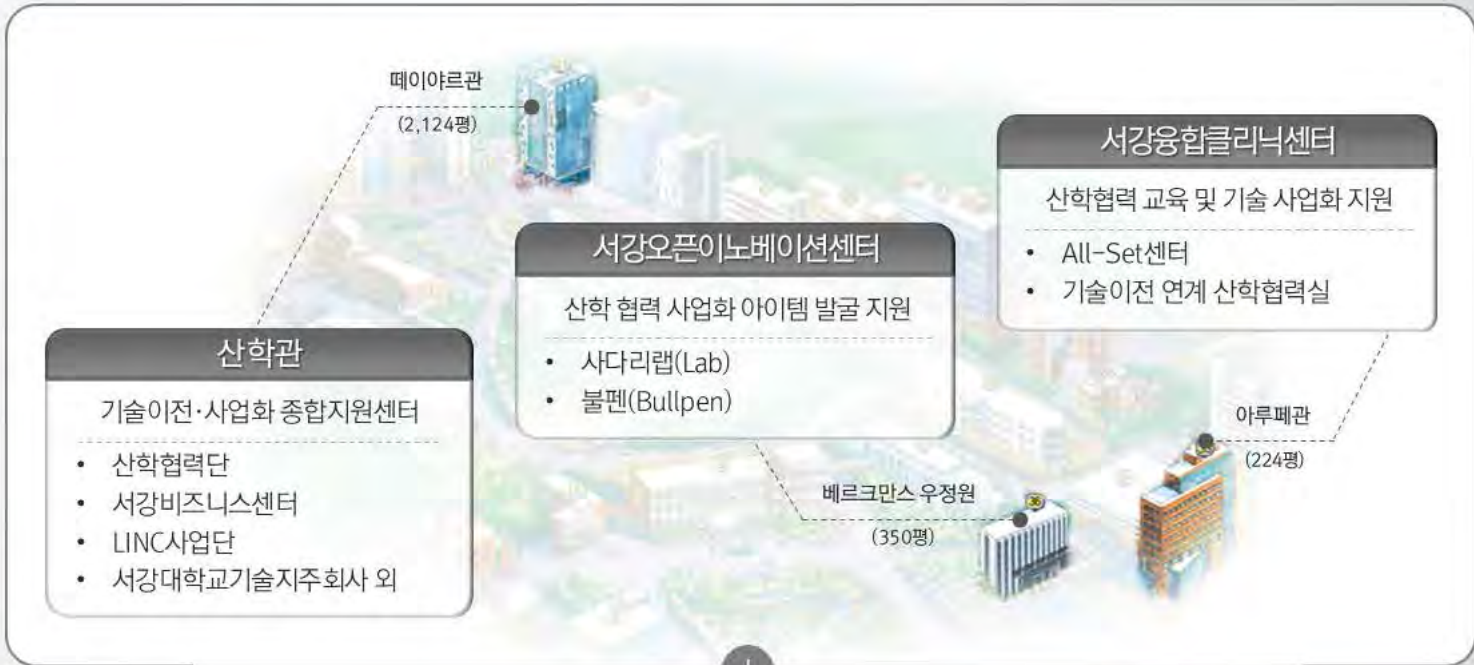 떼이야르관
(2,124평)
산학관
기술이전·사업화 종합지원센터
• 산학협력단
• 서강비즈니스센터
• LINC사업단
• 서강대학교기술지주회사 외
서강오픈이노베이션센터
산학 협력 사업화 아이템 발굴 지원
• 사다리랩(Lab)
• 불펜(Bullpen)
베르크만스 우정원
(350평)
서강융합클리닉센터
산학협력 교육 및 기술 사업화 지원
• All-Set센터
• 기술이전 연계 산학협력실
아루페관
(224평)